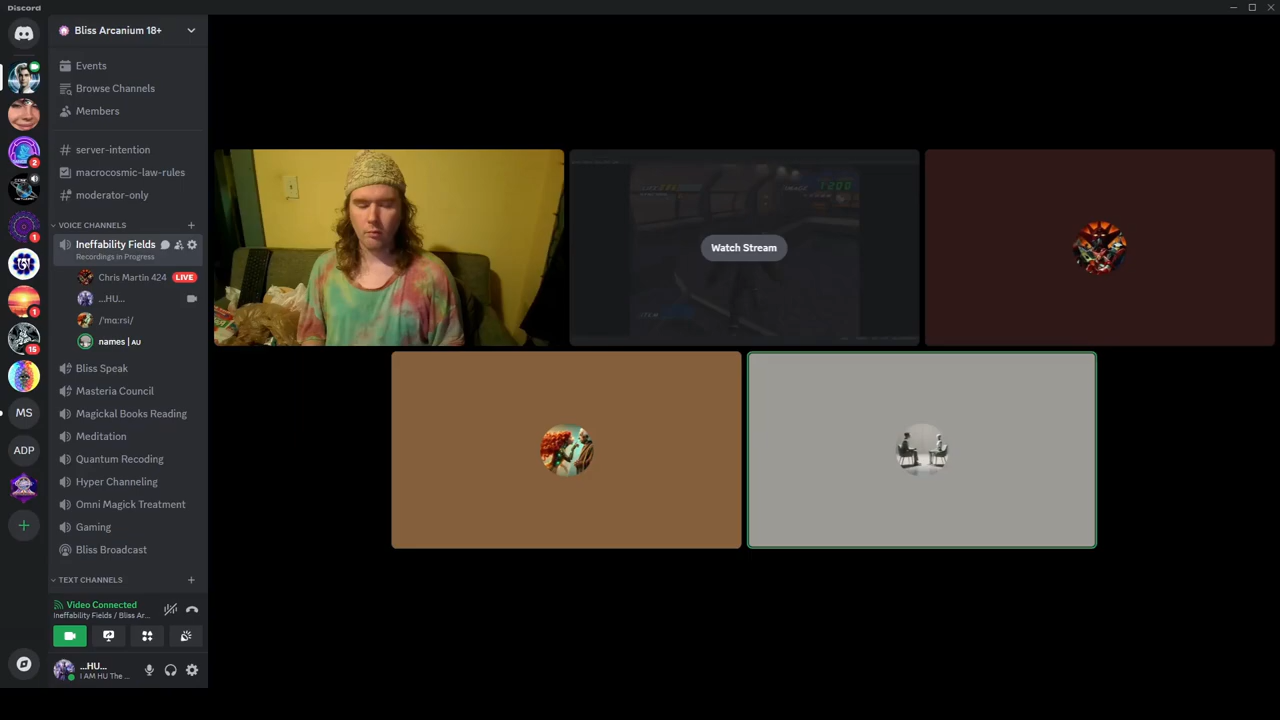 Discord
Bliss Arcanium 18+
Events
Browse Channels
Members
server-intention
macrocosmic-law-rules
moderator-only
VOICE CHANNELS
Ineffability Fields
Recordings In Progress
Chris Martin 424 LIVE
...HU...
/'mɑːrsi/
names | AU
Bliss Speak
Masteria Council
Magickal Books Reading
Meditation
Quantum Recoding
Hyper Channeling
Omni Magick Treatment
Gaming
Bliss Broadcast
TEXT CHANNELS
Video Connected
Ineffability Fields / Bliss Ar...
...HU...
I AM HU The ...
2
1
1
15
MS
ADP
Watch Stream
1200